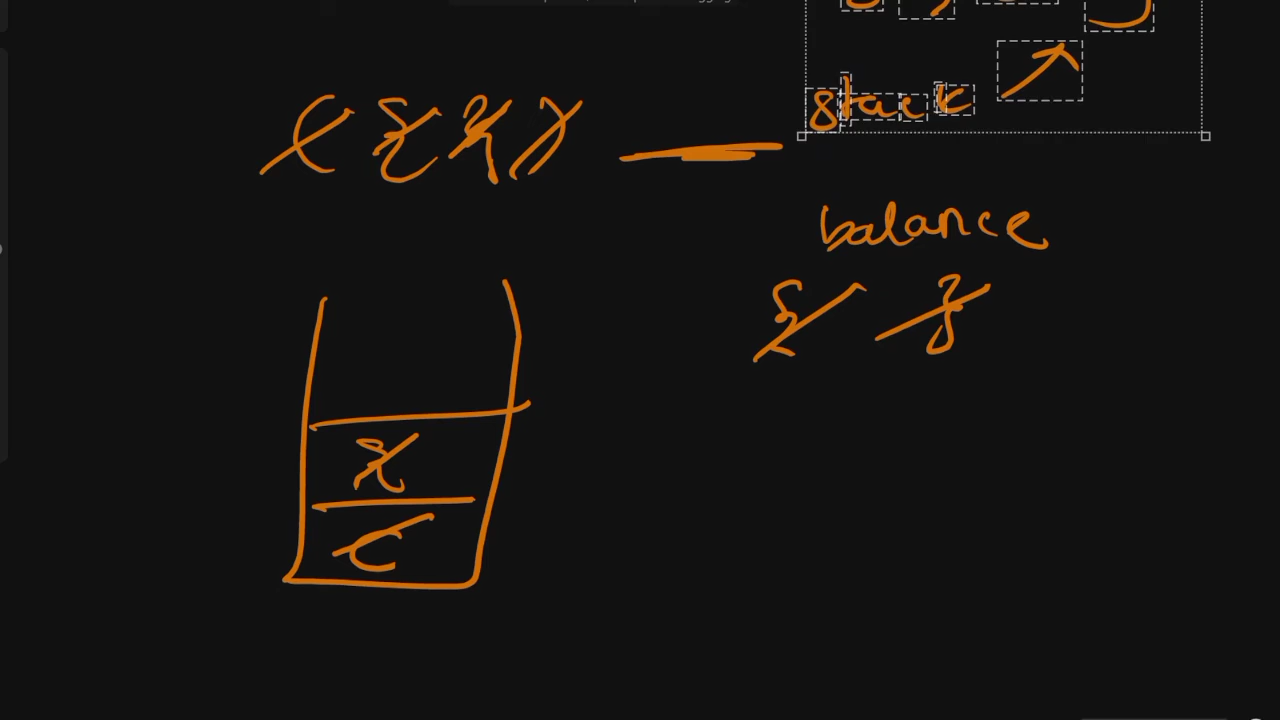 stack
( { } )
balance
{ }
{
(